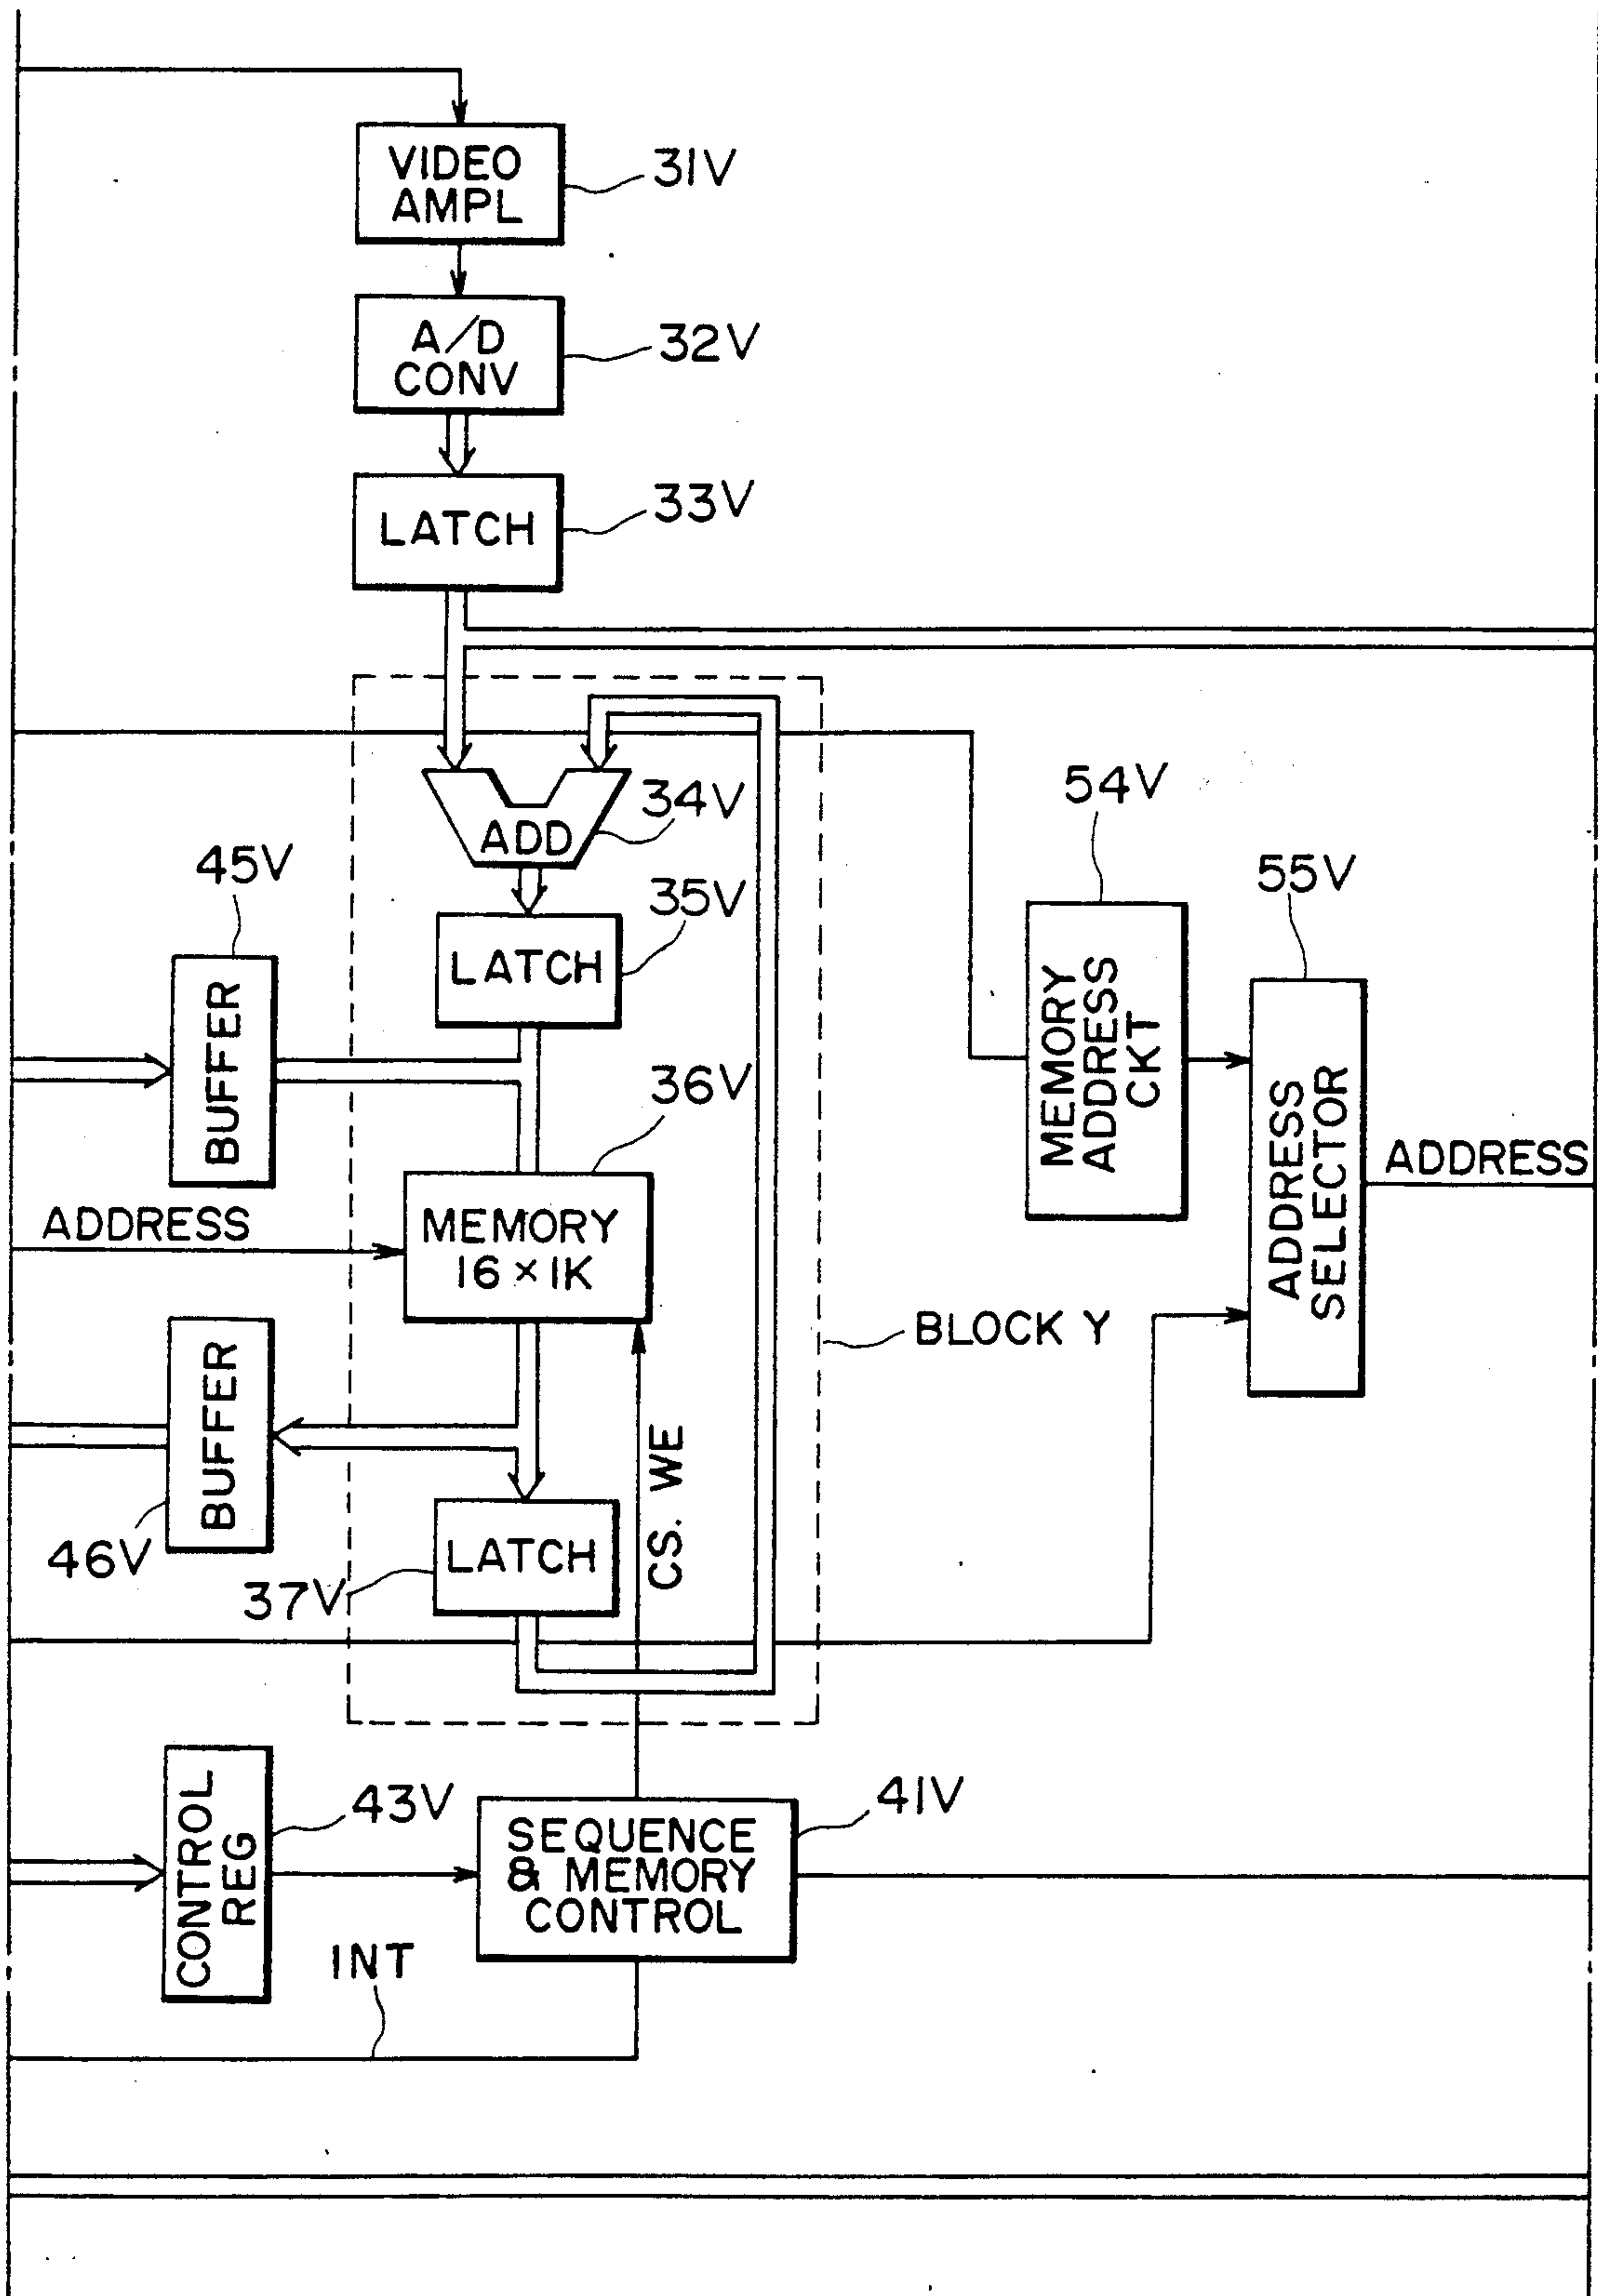 VIDEO
AMPL
31V
A/D
CONV
32V
LATCH
33V
ADD
34V
54V
45V
35V
55V
LATCH
BUFFER
MEMORY
ADDRESS
CKT
36V
ADDRESS
SELECTOR
ADDRESS
ADDRESS
MEMORY
16 × 1K
BLOCK Y
BUFFER
CS. WE
46V
LATCH
37V
CONTROL
REG
43V
SEQUENCE
& MEMORY
CONTROL
41V
INT